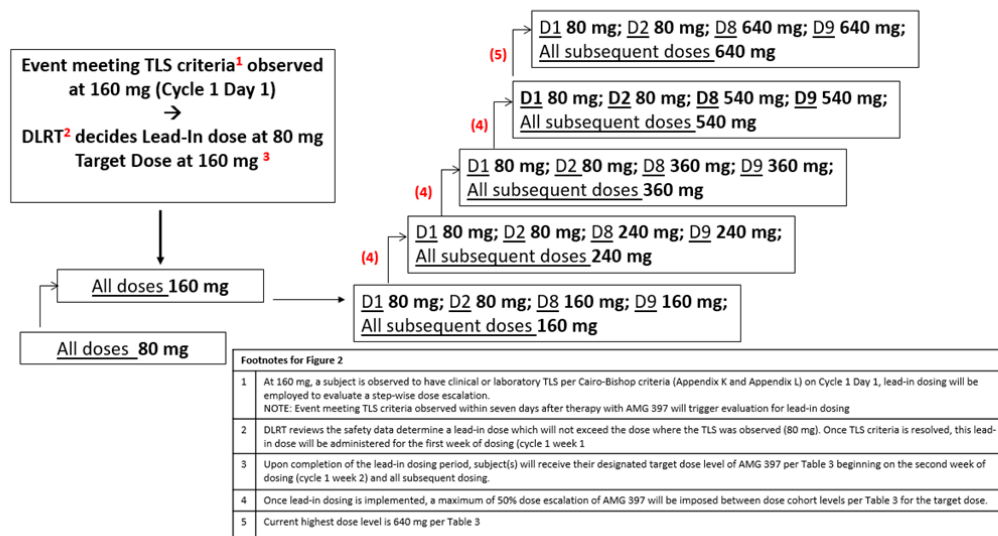 Event meeting TLS criteria1 observed
at 160 mg (Cycle 1 Day 1)
→
DLRT2 decides Lead-In dose at 80 mg
Target Dose at 160 mg 3
All doses 160 mg
All doses 80 mg
D1 80 mg; D2 80 mg; D8 160 mg; D9 160 mg;
All subsequent doses 160 mg
(4)
D1 80 mg; D2 80 mg; D8 240 mg; D9 240 mg;
All subsequent doses 240 mg
(4)
D1 80 mg; D2 80 mg; D8 360 mg; D9 360 mg;
All subsequent doses 360 mg
(4)
D1 80 mg; D2 80 mg; D8 540 mg; D9 540 mg;
All subsequent doses 540 mg
(5)
D1 80 mg; D2 80 mg; D8 640 mg; D9 640 mg;
All subsequent doses 640 mg
Footnotes for Figure 2
1 At 160 mg, a subject is observed to have clinical or laboratory TLS per Cairo-Bishop criteria (Appendix K and Appendix L) on Cycle 1 Day 1, lead-in dosing will be
employed to evaluate a step-wise dose escalation.
NOTE: Event meeting TLS criteria observed within seven days after therapy with AMG 397 will trigger evaluation for lead-in dosing
2 DLRT reviews the safety data determine a lead-in dose which will not exceed the dose where the TLS was observed (80 mg). Once TLS criteria is resolved, this lead-
in dose will be administered for the first week of dosing (cycle 1 week 1
3 Upon completion of the lead-in dosing period, subject(s) will receive their designated target dose level of AMG 397 per Table 3 beginning on the second week of
dosing (cycle 1 week 2) and all subsequent dosing.
4 Once lead-in dosing is implemented, a maximum of 50% dose escalation of AMG 397 will be imposed between dose cohort levels per Table 3 for the target dose.
5 Current highest dose level is 640 mg per Table 3